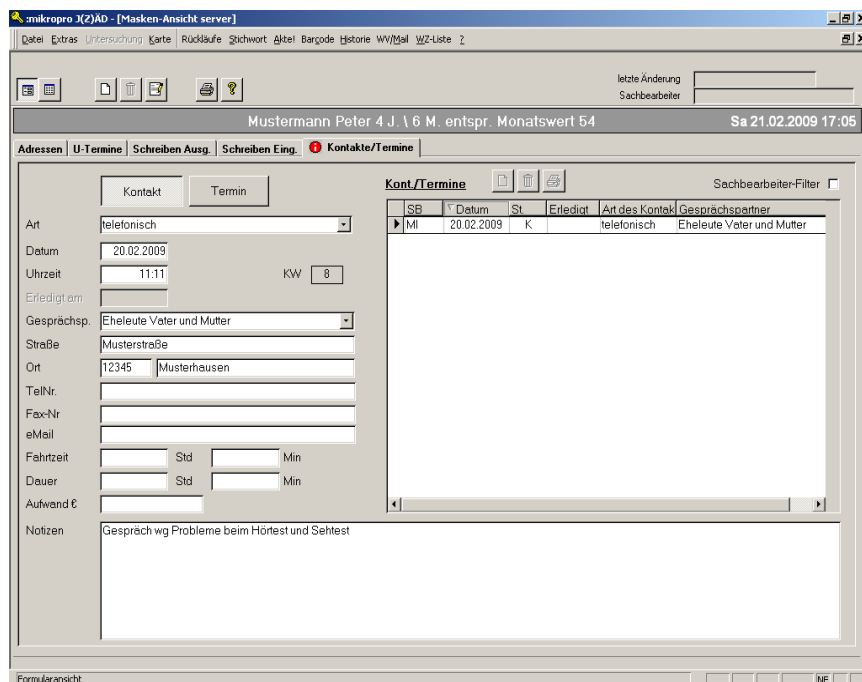 :mikropro J(Z)ÄD - [Masken-Ansicht server]
Datei Extras Untersuchung Karte Rückläufe Stichwort Akte! Barcode Historie WV/Mail WZ-Liste ?
letzte Änderung
Sachbearbeiter
Mustermann Peter 4 J. \ 6 M. entspr. Monatswert 54 Sa 21.02.2009 17:05
Adressen U-Termine Schreiben Ausg. Schreiben Eing. Kontakte/Termine
Kontakt Termin Kont./Termine Sachbearbeiter-Filter
SB Datum St. Erledigt Art des Kontak Gesprächspartner
MI 20.02.2009 K telefonisch Eheleute Vater und Mutter
Art telefonisch
Datum 20.02.2009
Uhrzeit 11:11 KW 8
Erledigt am
Gesprächsp. Eheleute Vater und Mutter
Straße Musterstraße
Ort 12345 Musterhausen
TelNr.
Fax-Nr
eMail
Fahrtzeit Std Min
Dauer Std Min
Aufwand €
Notizen Gespräch wg Probleme beim Hörtest und Sehtest
Formularansicht NF